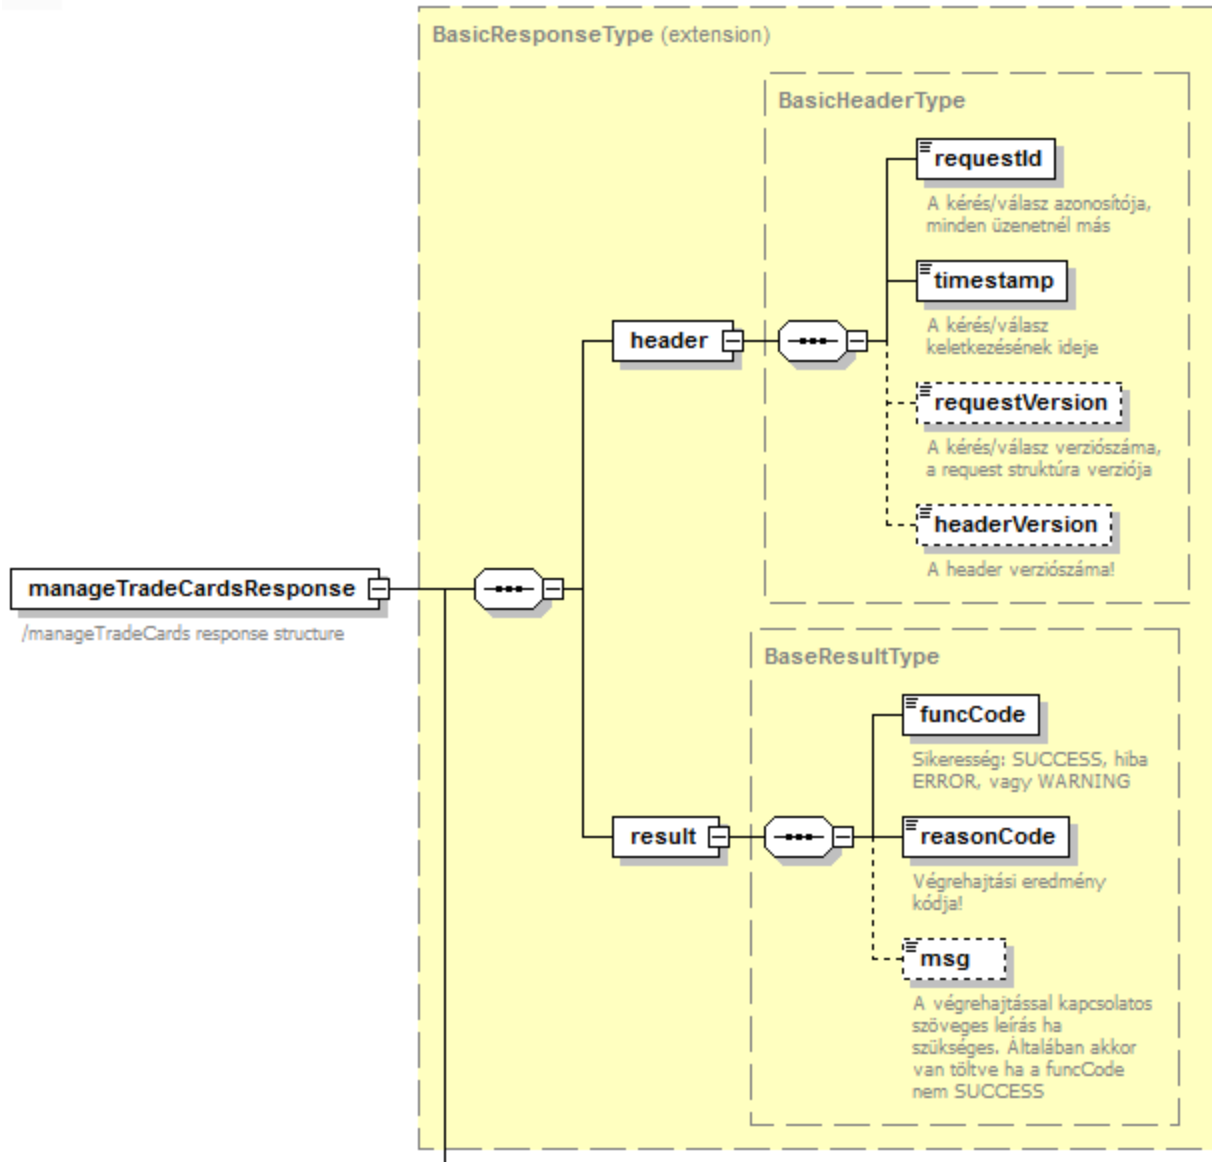 BasicResponseType (extension)
BasicHeaderType
requestId
A kérés/válasz azonosítója,
minden üzenetnél más
timestamp
A kérés/válasz
keletkezésének ideje
header
requestVersion
A kérés/válasz verziószáma,
a request struktúra verziója
headerVersion
A header verziószáma!
manageTradeCardsResponse
/manageTradeCards response structure
BaseResultType
funcCode
Sikeresség: SUCCESS, hiba
ERROR, vagy WARNING
result
reasonCode
Végrehajtási eredmény
kódja!
msg
A végrehajtással kapcsolatos
szöveges leírás ha
szükséges. Általában akkor
van töltve ha a funcCode
nem SUCCESS